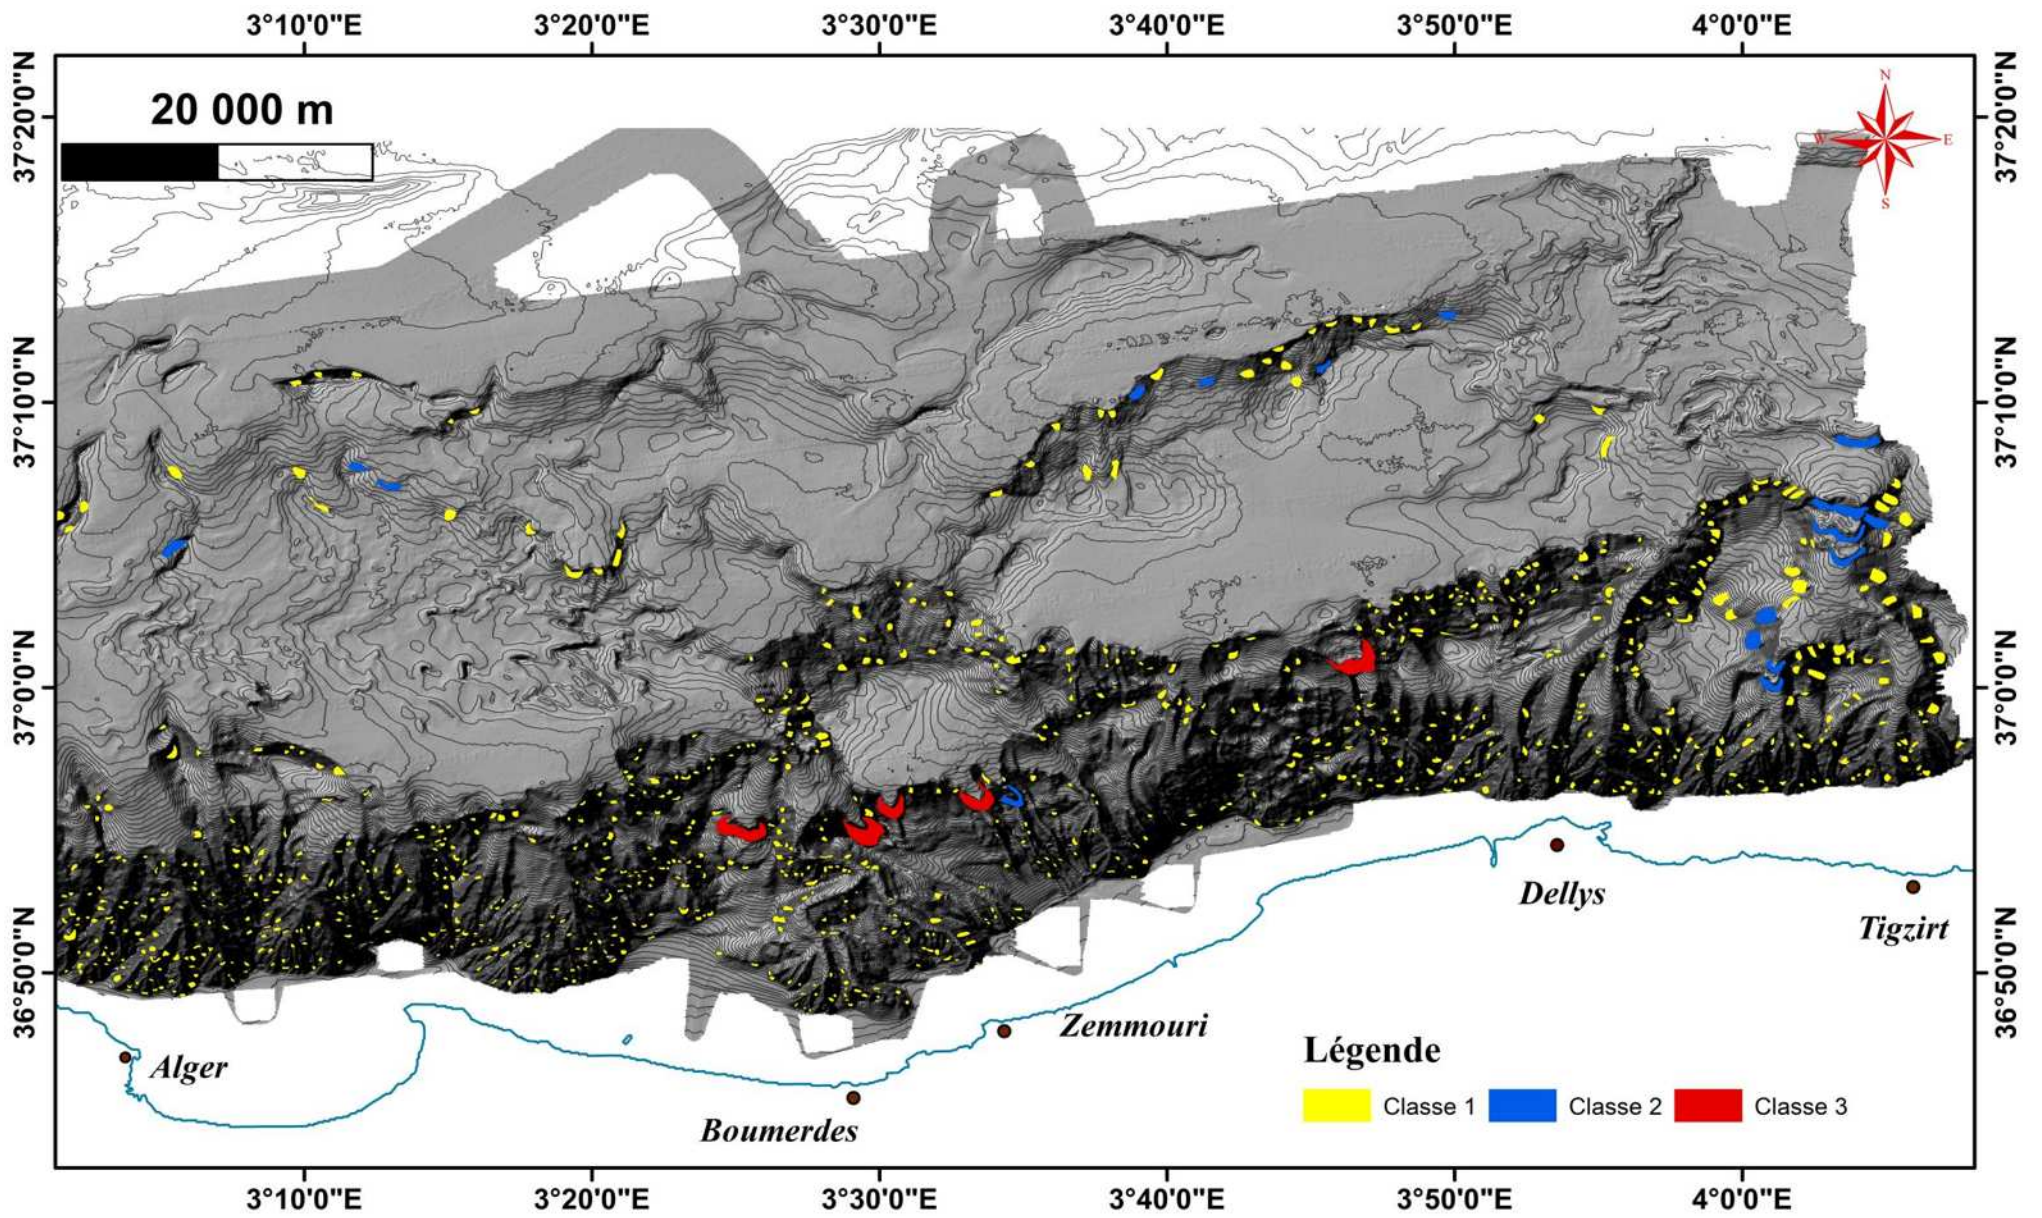 3°10'0"E 3°20'0"E 3°30'0"E 3°40'0"E 3°50'0"E 4°0'0"E
37°20'0"N 37°20'0"N
20 000 m
N
W E
S
37°10'0"N 37°10'0"N
37°0'0"N 37°0'0"N
36°50'0"N 36°50'0"N
Dellys
Tigzirt
Zemmouri
Alger
Boumerdes
Légende
Classe 1 Classe 2 Classe 3
3°10'0"E 3°20'0"E 3°30'0"E 3°40'0"E 3°50'0"E 4°0'0"E